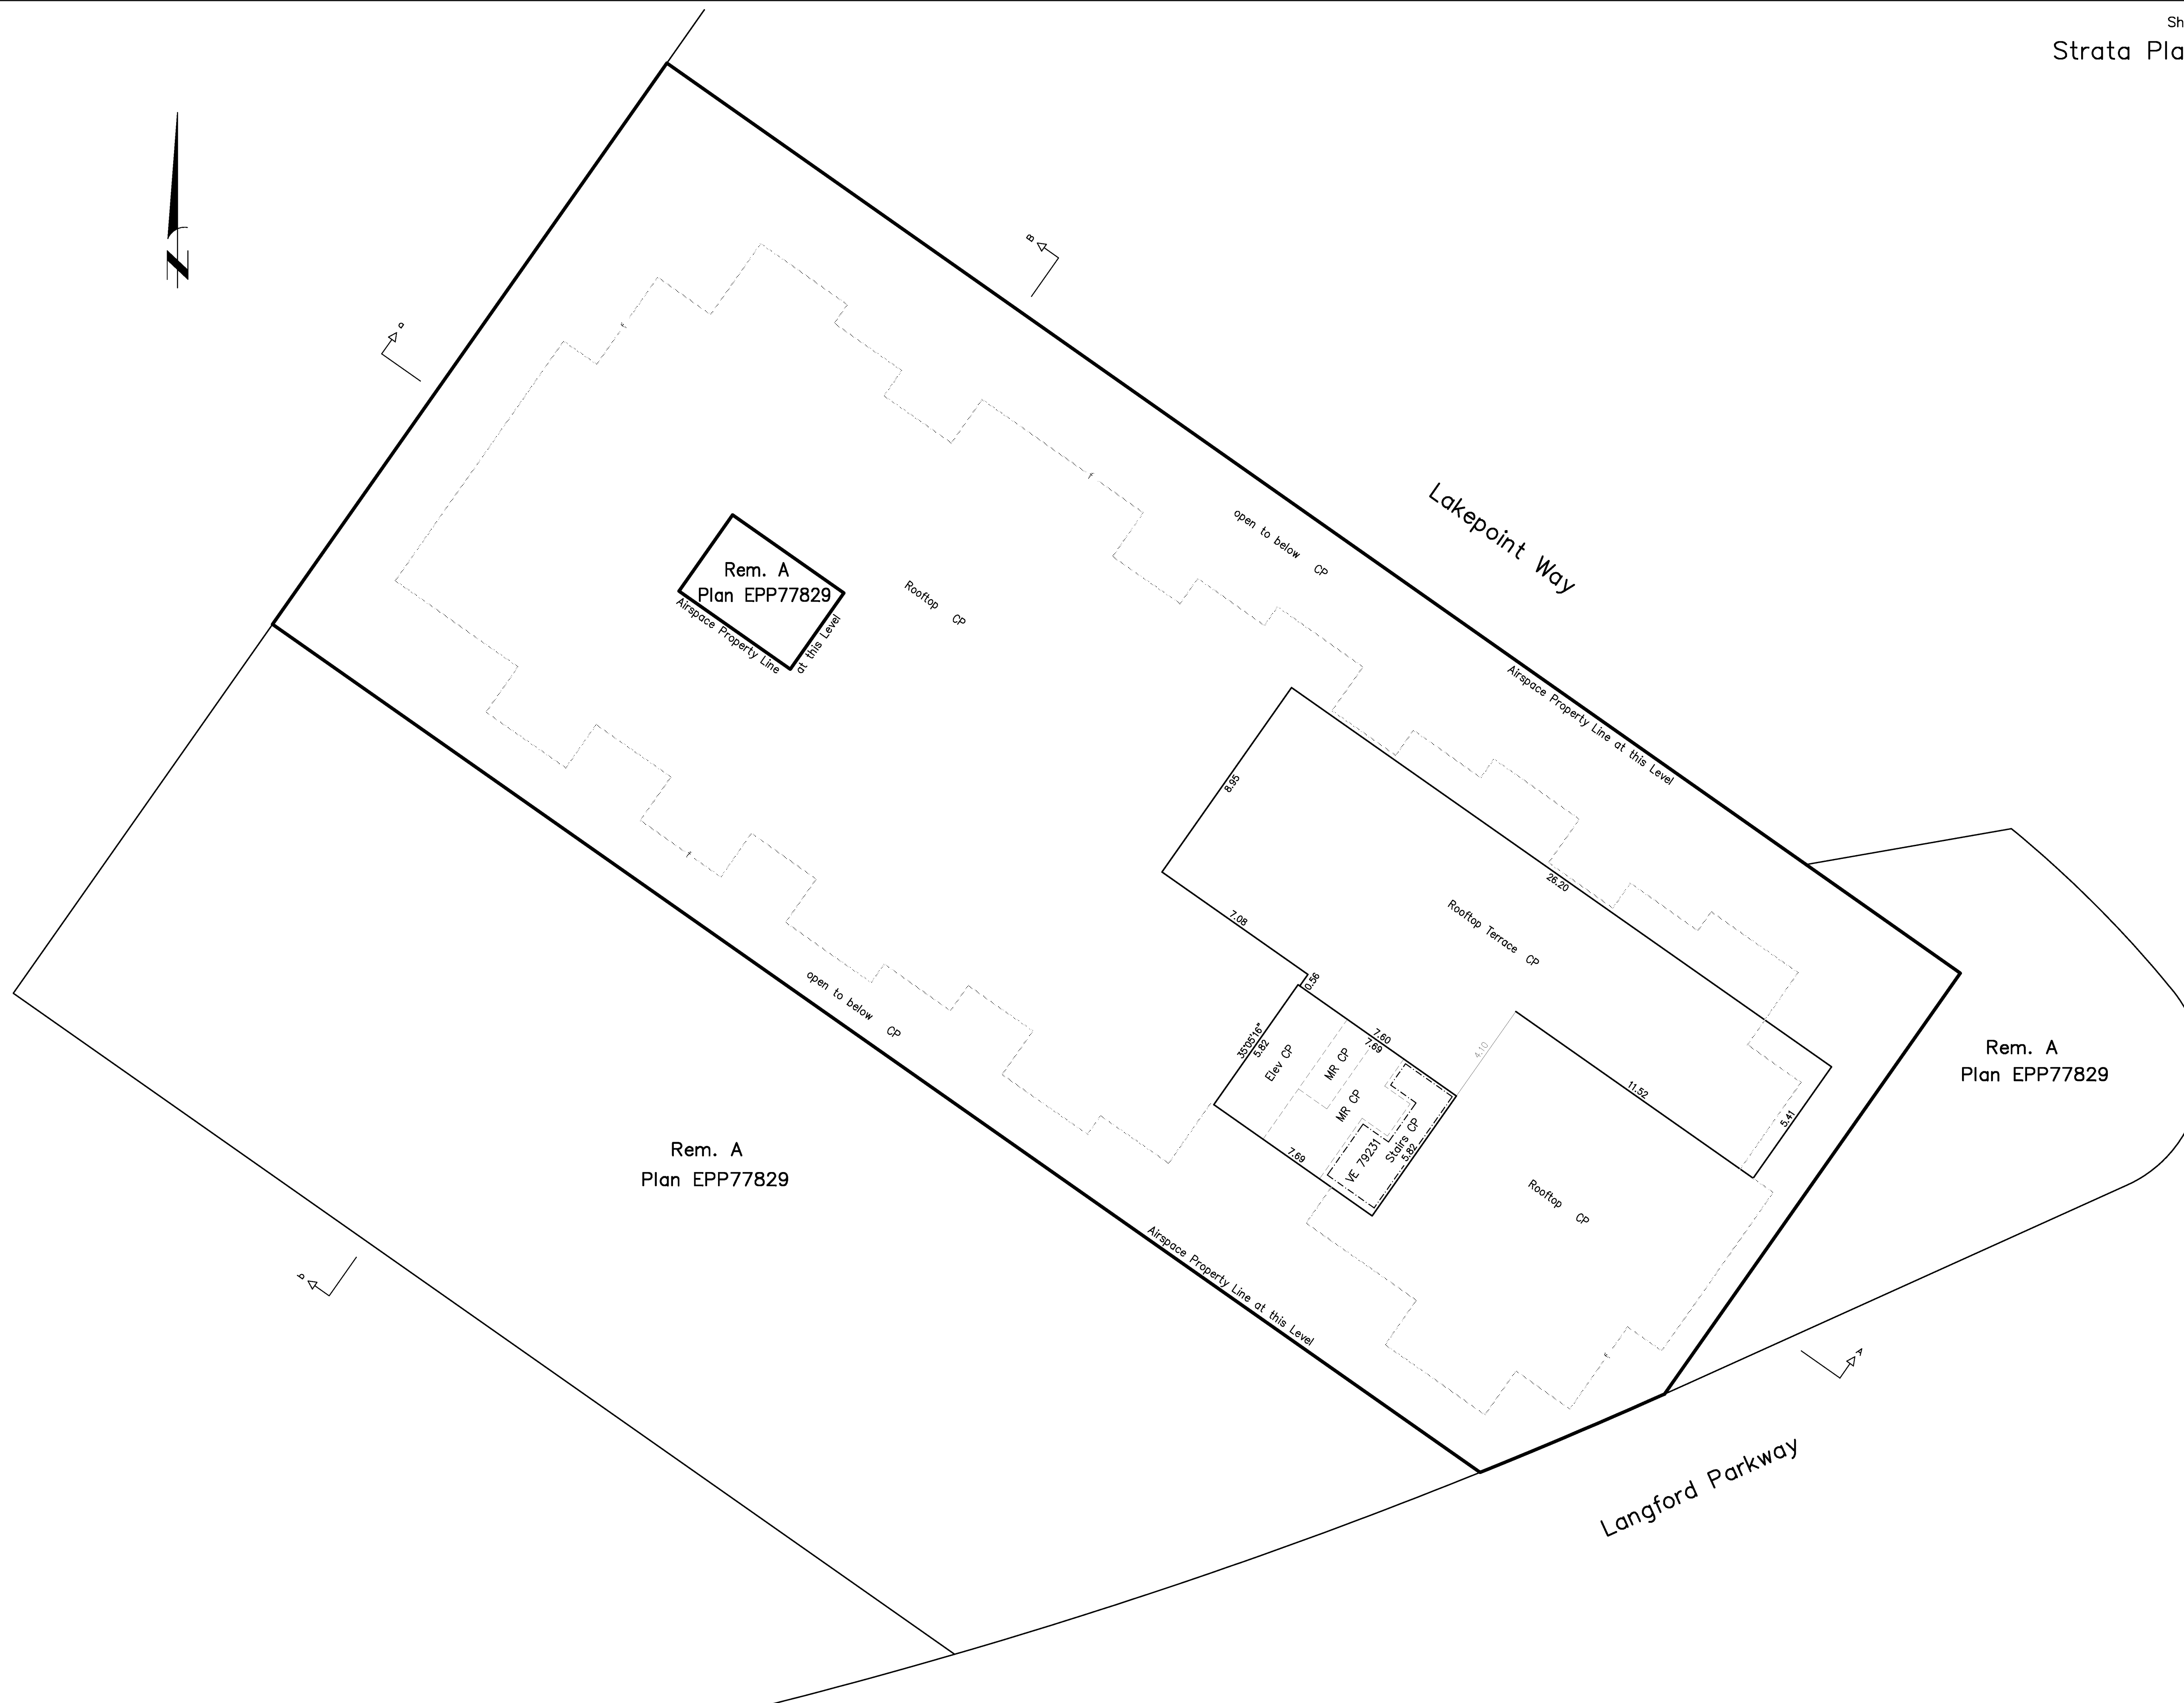 Sh
Strata Pla
N
B
a
Lakepoint Way
open to below CP
Rem. A
Plan EPP77829
Airspace Property Line
at this Level
Rooftop CP
Airspace Property Line at this Level
8.95
26.20
7.08
Rooftop Terrace CP
0.56
open to below CP
35°05'16"
5.82
Elev CP
7.60
7.69
MR CP
MR CP
4.10
11.52
5.41
Stairs CP
5.82
VE 79231
7.69
Rem. A
Plan EPP77829
Rem. A
Plan EPP77829
Rooftop CP
Airspace Property Line at this Level
A
Langford Parkway